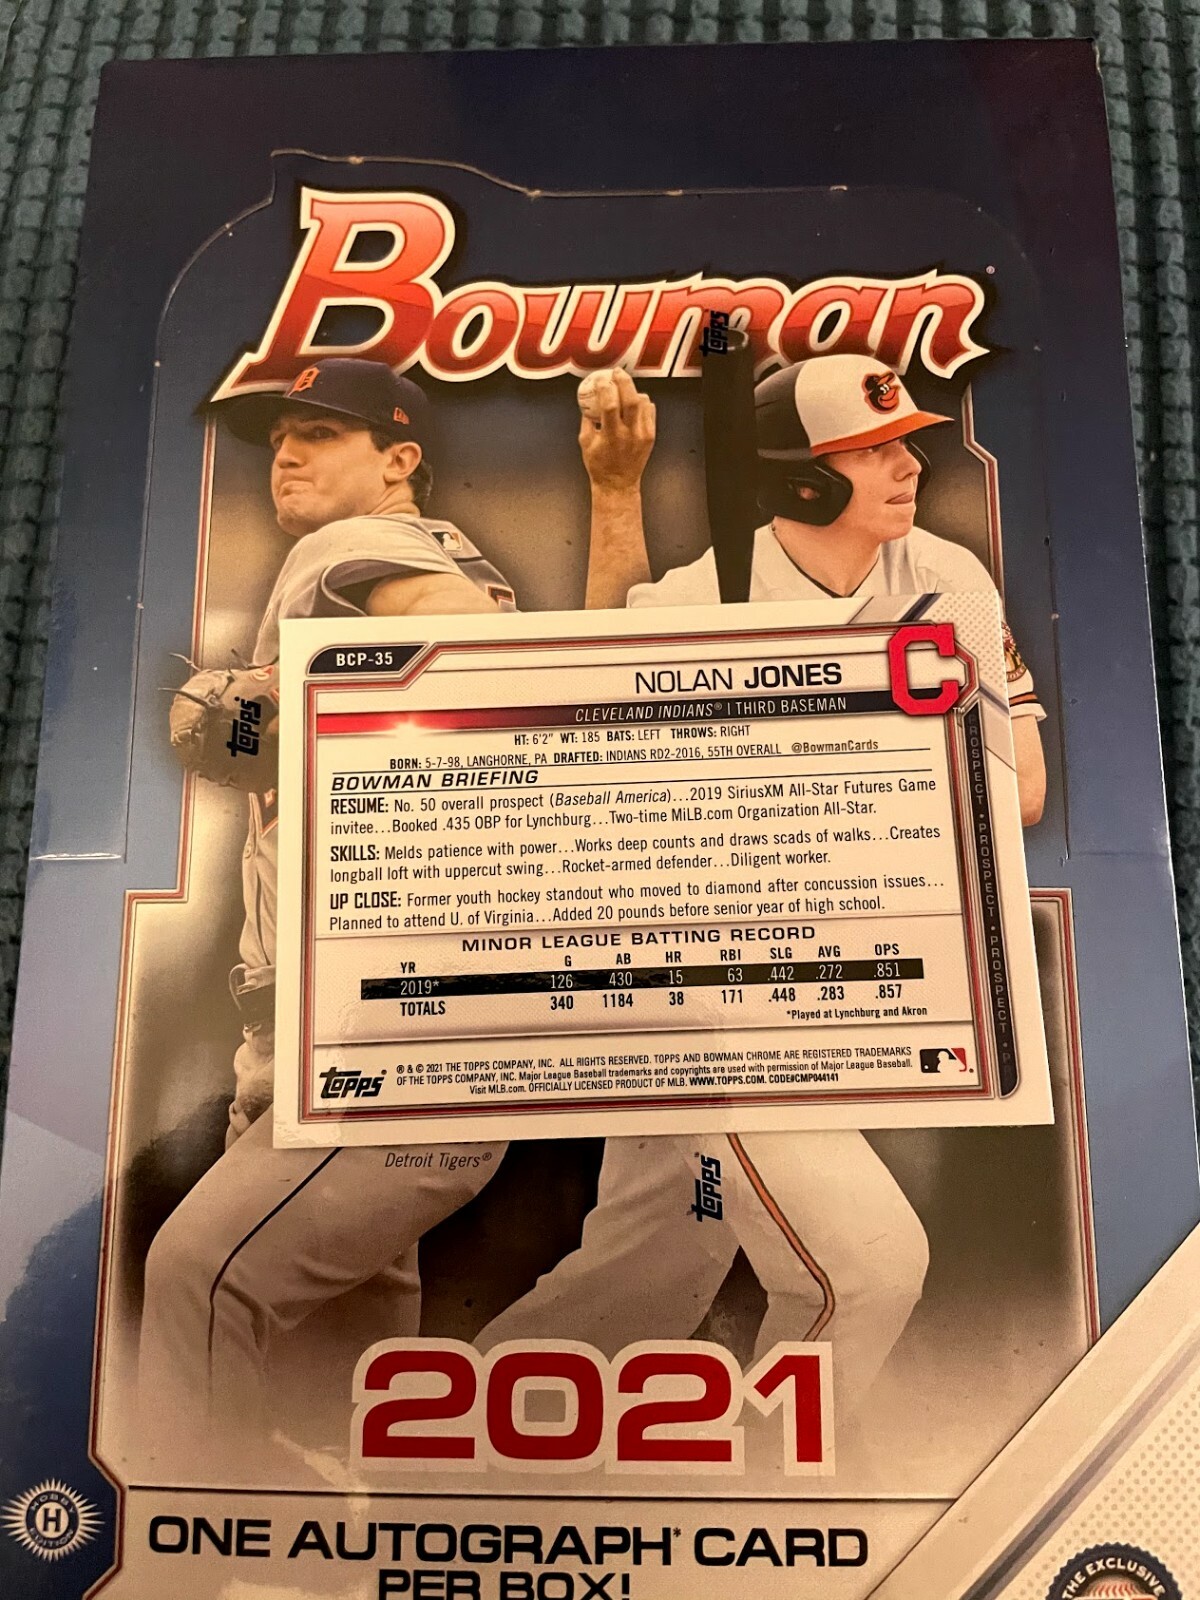 Bowman®
Topps
Topps
BCP-35
NOLAN JONES
C™
CLEVELAND INDIANS® | THIRD BASEMAN
HT: 6'2" WT: 185 BATS: LEFT THROWS: RIGHT
BORN: 5-7-98, LANGHORNE, PA DRAFTED: INDIANS RD2-2016, 55TH OVERALL @BowmanCards
BOWMAN BRIEFING
RESUME: No. 50 overall prospect (Baseball America)...2019 SiriusXM All-Star Futures Game
invitee...Booked .435 OBP for Lynchburg...Two-time MiLB.com Organization All-Star.
SKILLS: Melds patience with power...Works deep counts and draws scads of walks...Creates
longball loft with uppercut swing...Rocket-armed defender...Diligent worker.
UP CLOSE: Former youth hockey standout who moved to diamond after concussion issues...
Planned to attend U. of Virginia...Added 20 pounds before senior year of high school.
MINOR LEAGUE BATTING RECORD
YR G AB HR RBI SLG AVG OPS
2019* 126 430 15 63 .442 .272 .851
TOTALS 340 1184 38 171 .448 .283 .857
*Played at Lynchburg and Akron
Topps
® & © 2021 THE TOPPS COMPANY, INC. ALL RIGHTS RESERVED. TOPPS AND BOWMAN CHROME ARE REGISTERED TRADEMARKS
OF THE TOPPS COMPANY, INC. Major League Baseball trademarks and copyrights are used with permission of Major League Baseball.
Visit MLB.com. OFFICIALLY LICENSED PRODUCT OF MLB. WWW.TOPPS.COM. CODE#CMP044141
PROSPECT • PROSPECT • PROSPECT • P
Detroit Tigers®
Topps
2021
HOBBY
H
EDITION
ONE AUTOGRAPH* CARD
PER BOX!
THE EXCLUSIVE